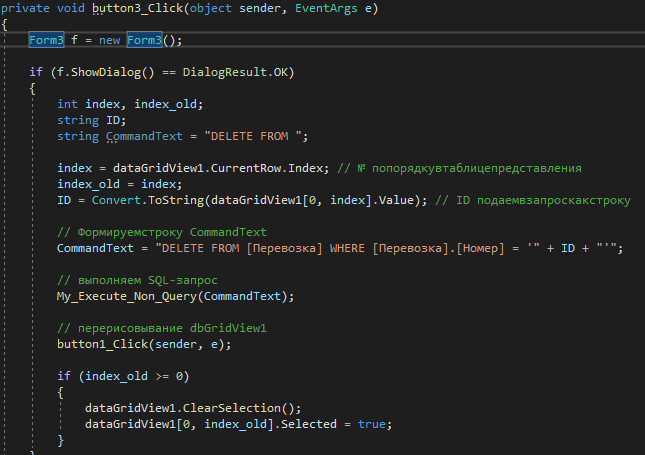 private void button3_Click(object sender, EventArgs e)
{
Form3 f = new Form3();
if (f.ShowDialog() == DialogResult.OK)
{
int index, index_old;
string ID;
string CommandText = "DELETE FROM ";
index = dataGridView1.CurrentRow.Index; // № попорядкувтаблицепредставления
index_old = index;
ID = Convert.ToString(dataGridView1[0, index].Value); // ID подаемвзапроскакстроку
// Формируемстроку CommandText
CommandText = "DELETE FROM [Перевозка] WHERE [Перевозка].[Номер] = '" + ID + "'";
// выполняем SQL-запрос
My_Execute_Non_Query(CommandText);
// перерисовывание dbGridView1
button1_Click(sender, e);
if (index_old >= 0)
{
dataGridView1.ClearSelection();
dataGridView1[0, index_old].Selected = true;
}
}